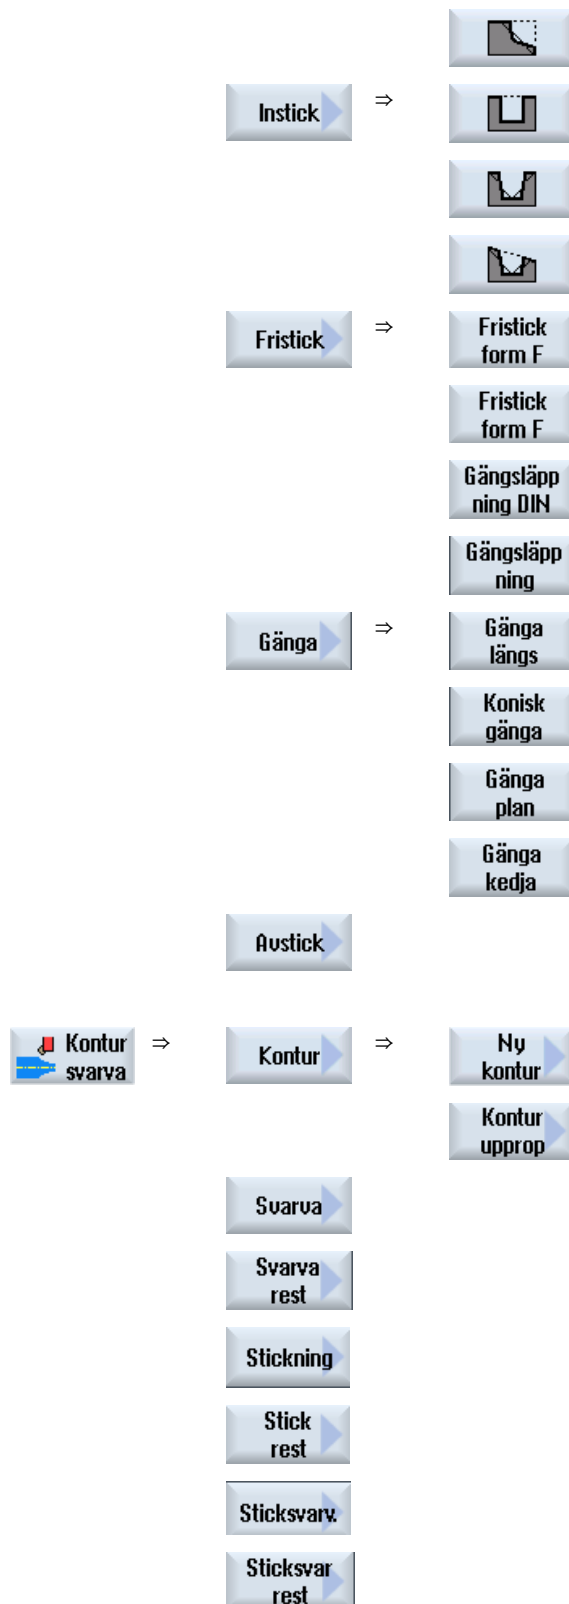 Instick ⇒
Fristick ⇒ Fristick
form F
Fristick
form F
Gängsläpp
ning DIN
Gängsläpp
ning
Gänga ⇒ Gänga
längs
Konisk
gänga
Gänga
plan
Gänga
kedja
Avstick
Kontur
svarva ⇒ Kontur ⇒ Ny
kontur
Kontur
upprop
Svarva
Svarva
rest
Stickning
Stick
rest
Sticksvarv.
Sticksvar
rest